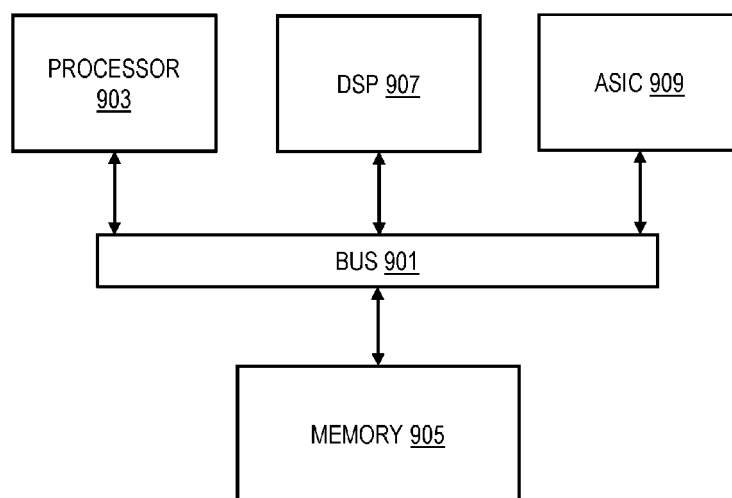 PROCESSOR
903
DSP 907
ASIC 909
BUS 901
MEMORY 905